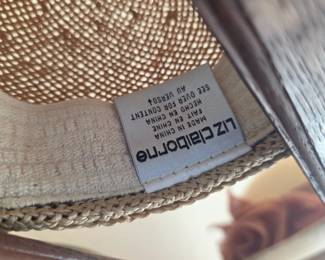 Liz claiborne
MADE IN CHINA
FAIT EN CHINE
HECHO EN CHINA
SEE OVER FOR CONTENT
AU VERSO